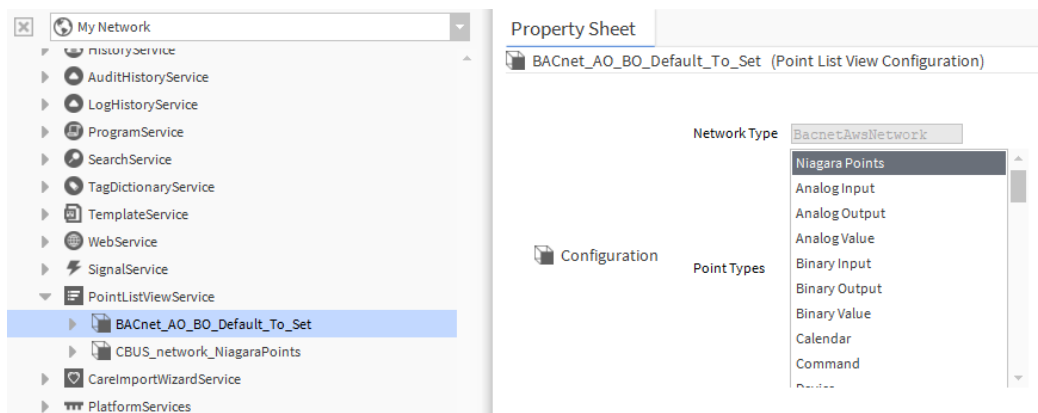 My Network
HistoryService
AuditHistoryService
LogHistoryService
ProgramService
SearchService
TagDictionaryService
TemplateService
WebService
SignalService
PointListViewService
BACnet_AO_BO_Default_To_Set
CBUS_network_NiagaraPoints
CareImportWizardService
PlatformServices
Property Sheet
BACnet_AO_BO_Default_To_Set (Point List View Configuration)
Network Type BacnetAwsNetwork
Configuration
Point Types
Niagara Points
Analog Input
Analog Output
Analog Value
Binary Input
Binary Output
Binary Value
Calendar
Command
Device